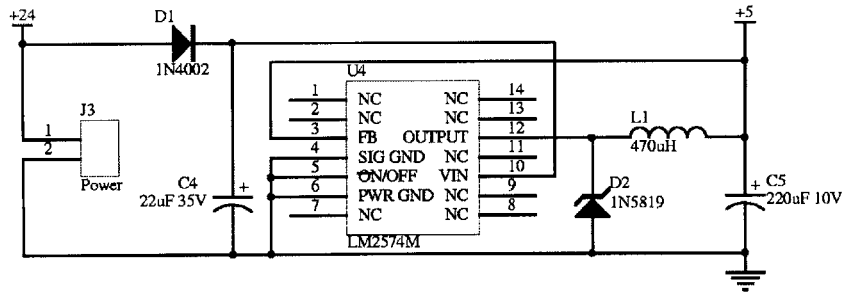 +24
D1
+5
1N4002
U4
J3
1
2
Power
1 NC NC 14
2 NC NC 13
3 FB OUTPUT 12
4 SIG GND NC 11
5 ON/OFF VIN 10
6 PWR GND NC 9
7 NC NC 8
LM2574M
L1
470uH
C4 +
22uF 35V
D2
1N5819
+ C5
220uF 10V